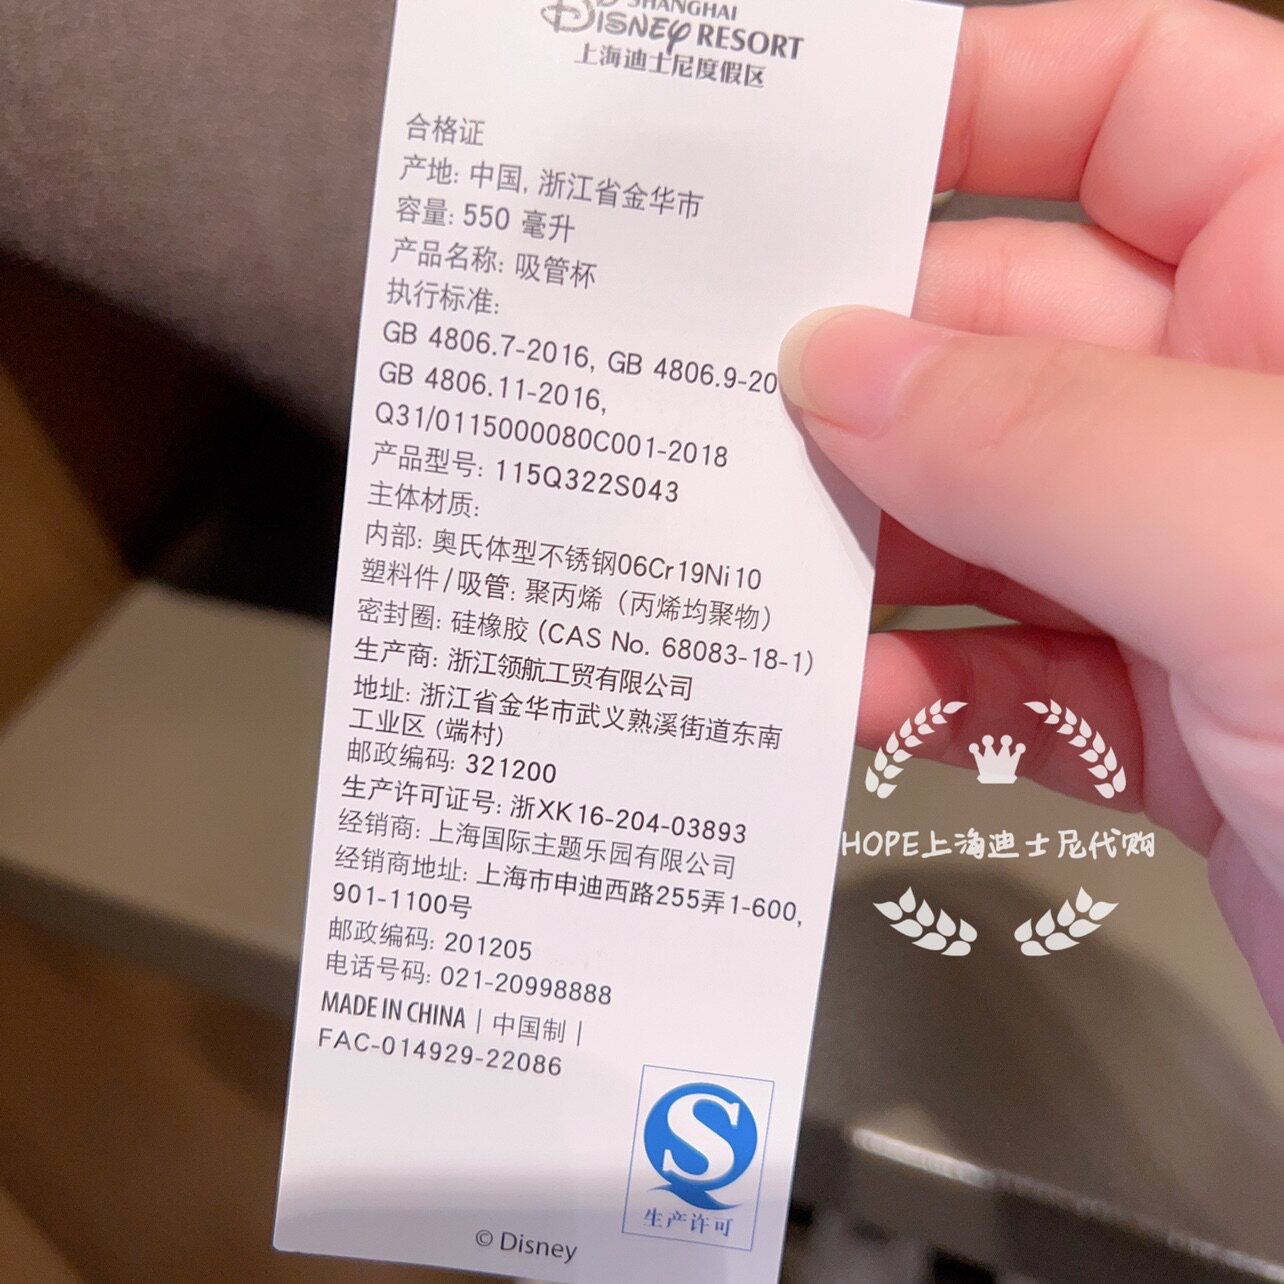 SHANGHAI
Disney RESORT
上海迪士尼度假区
合格证
产地: 中国, 浙江省金华市
容量: 550 毫升
产品名称: 吸管杯
执行标准:
GB 4806.7-2016, GB 4806.9-20
GB 4806.11-2016,
Q31/0115000080C001-2018
产品型号: 115Q322S043
主体材质:
内部: 奥氏体型不锈钢06Cr19Ni10
塑料件/吸管: 聚丙烯 (丙烯均聚物)
密封圈: 硅橡胶 (CAS No. 68083-18-1)
生产商: 浙江领航工贸有限公司
地址: 浙江省金华市武义熟溪街道东南
工业区 (端村)
邮政编码: 321200
生产许可证号: 浙XK16-204-03893
经销商: 上海国际主题乐园有限公司
经销商地址: 上海市申迪西路255弄1-600,
901-1100号
邮政编码: 201205
电话号码: 021-20998888
MADE IN CHINA | 中国制 |
FAC-014929-22086
生产许可
© Disney
HOPE上海迪士尼代购